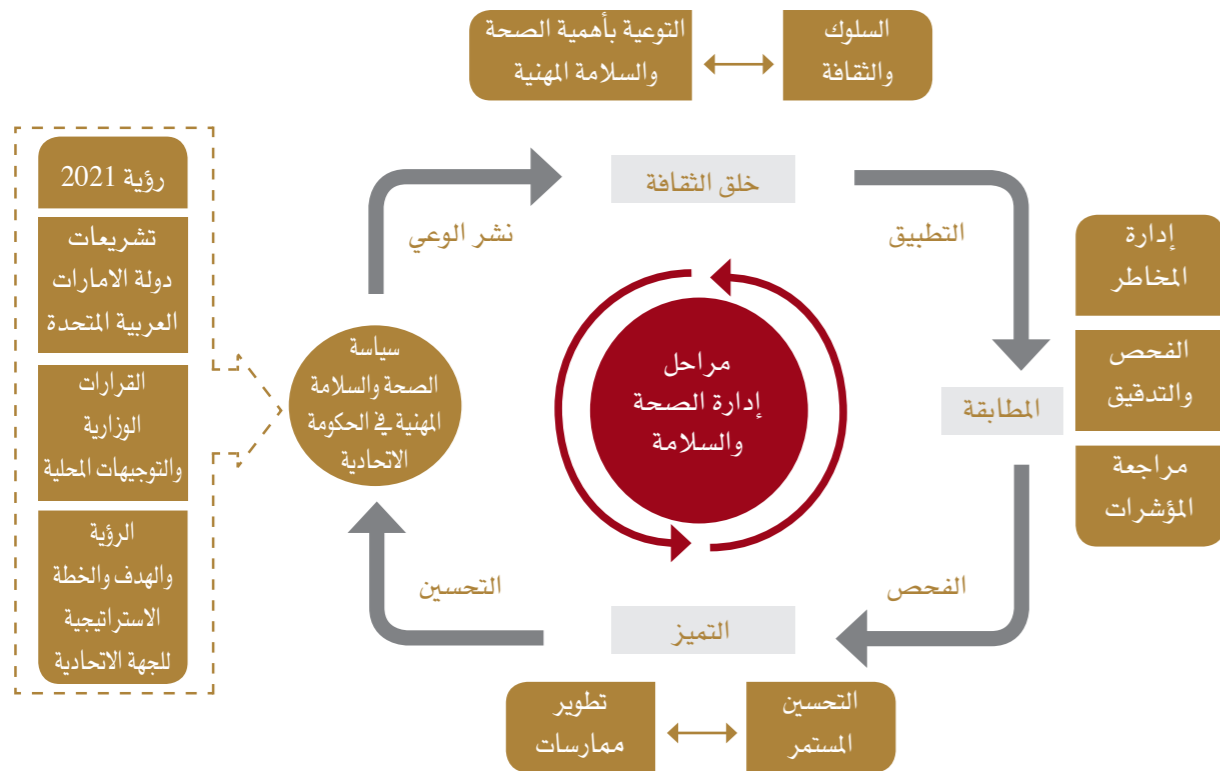 السلوك
والثقافة
التوعية بأهمية الصحة
والسلامة المهنية
خلق الثقافة
نشر الوعي
التطبيق
رؤية 2021
تشريعات
دولة الامارات
العربية المتحدة
القرارات
الوزارية
والتوجيهات المحلية
الرؤية
والهدف والخطة
الاستراتيجية
للجهة الاتحادية
سياسة
الصحة والسلامة
المهنية في الحكومة
الاتحادية
مراحل
إدارة الصحة
والسلامة
المطابقة
إدارة
المخاطر
الفحص
والتدقيق
مراجعة
المؤشرات
الفحص
التحسين
التميز
التحسين
المستمر
تطوير
ممارسات